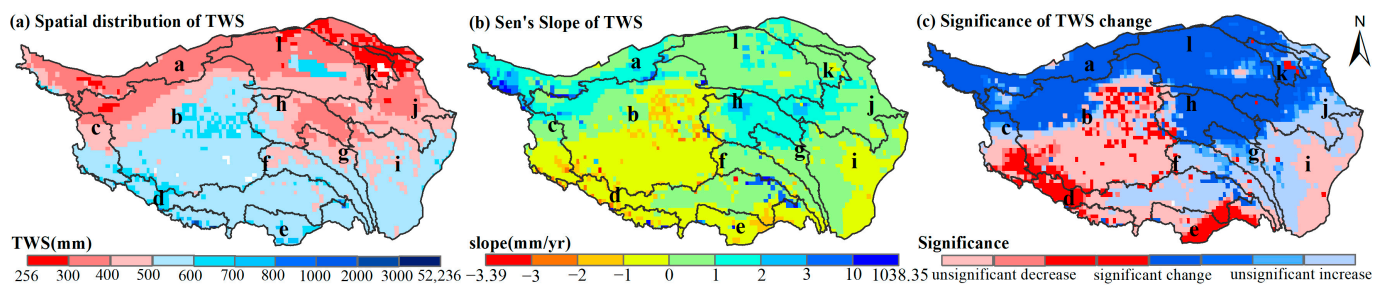 (a) Spatial distribution of TWS
l
a
k
b
h
j
c
g
f
i
d
e
TWS(mm)
256 300 400 500 600 700 800 1000 2000 3000 52,236
(b) Sen's Slope of TWS
l
a
k
b
h
j
c
g
f
i
d
e
slope(mm/yr)
−3.39 −3 −2 −1 0 1 2 3 10 1038.35
(c) Significance of TWS change
N
l
a
k
h
j
b
c
g
f
i
d
e
Significance
unsignificant decrease significant change unsignificant increase